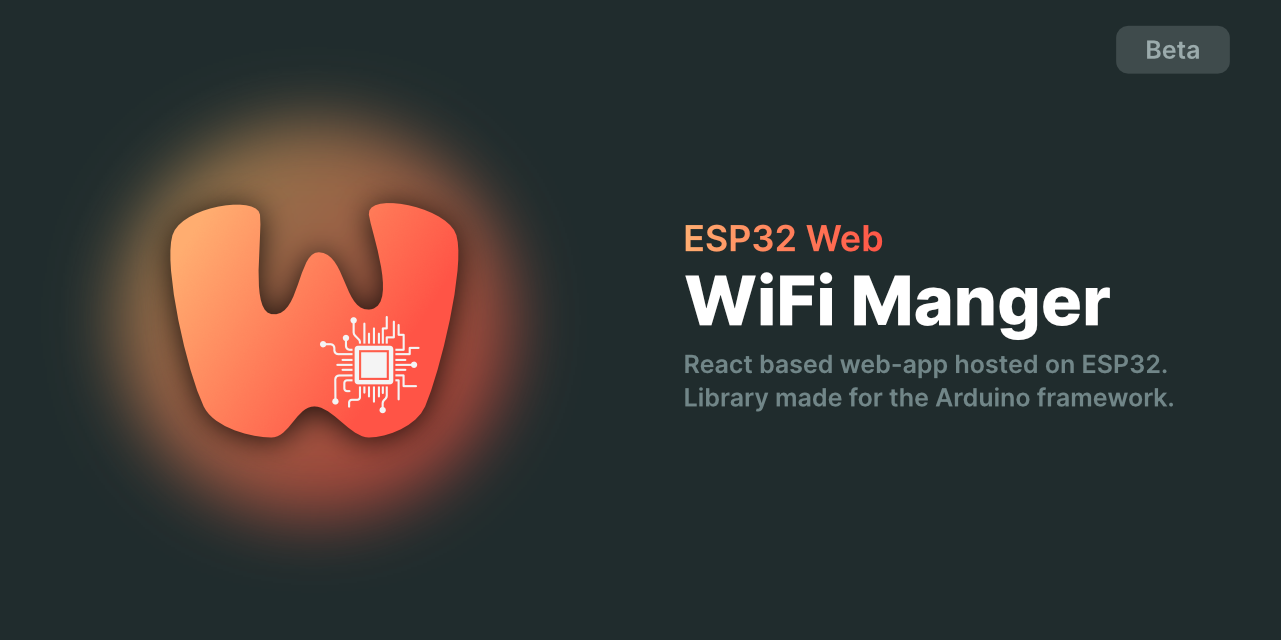 Beta
ESP32 Web
WiFi Manger
React based web-app hosted on ESP32.
Library made for the Arduino framework.